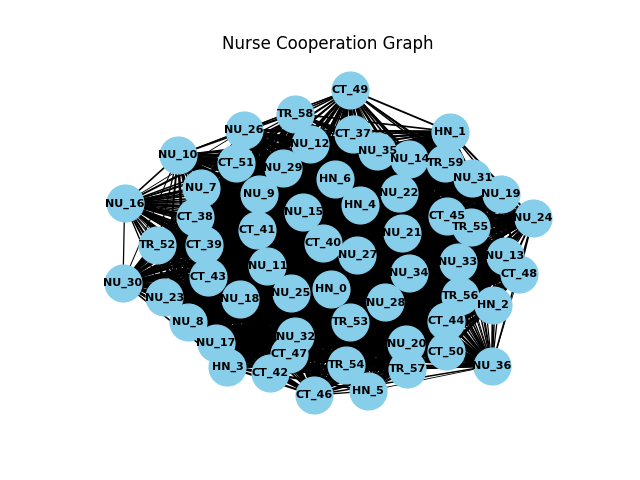 Nurse Cooperation Graph
CT_49
TR_58
NU_26
HN_1
CT_37
NU_12
NU_35
NU_10
NU_14
CT_51
TR_59
NU_29
HN_6
NU_31
NU_7
NU_9
NU_22
NU_19
NU_16
HN_4
NU_15
CT_38
CT_45
NU_24
TR_55
CT_41
NU_21
CT_40
TR_52
CT_39
NU_27
NU_13
NU_33
NU_11
NU_34
CT_48
CT_43
NU_30
HN_0
NU_25
TR_56
NU_23
NU_18
NU_28
HN_2
NU_8
TR_53
CT_44
NU_32
NU_17
NU_20
CT_50
CT_47
HN_3
TR_54
NU_36
TR_57
CT_42
HN_5
CT_46